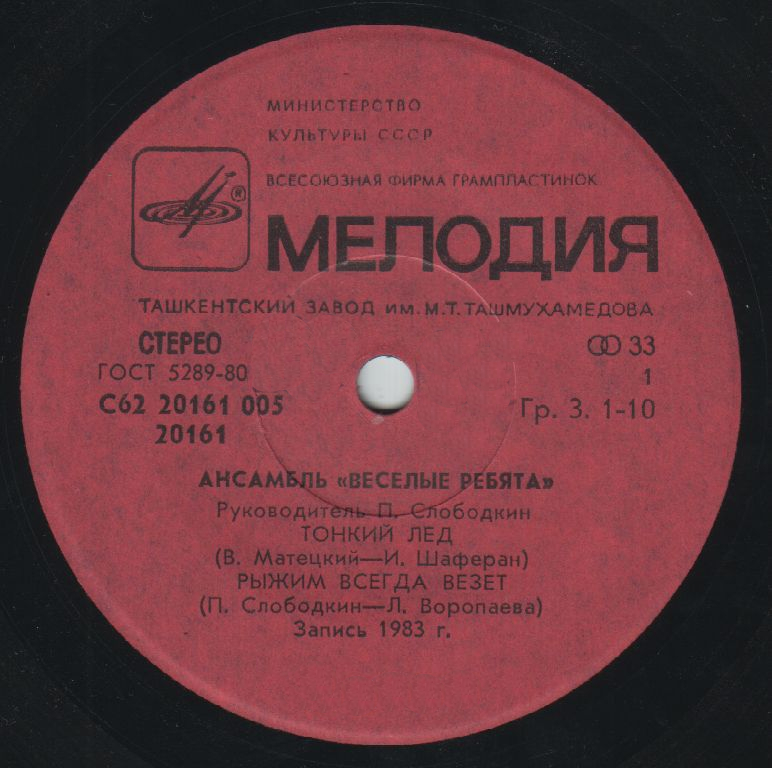 МИНИСТЕРСТВО
КУЛЬТУРЫ СССР
ВСЕСОЮЗНАЯ ФИРМА ГРАМПЛАСТИНОК
®
МЕЛОДИЯ
ТАШКЕНТСКИЙ ЗАВОД ИМ. М.Т. ТАШМУХАМЕДОВА
СТЕРЕО 33
ГОСТ 5289-80 1
С62 20161 005 Гр. 3. 1-10
20161
АНСАМБЛЬ «ВЕСЕЛЫЕ РЕБЯТА»
Руководитель П. Слободкин
ТОНКИЙ ЛЕД
(В. Матецкий—И. Шаферан)
РЫЖИМ ВСЕГДА ВЕЗЕТ
(П. Слободкин—Л. Воропаева)
Запись 1983 г.